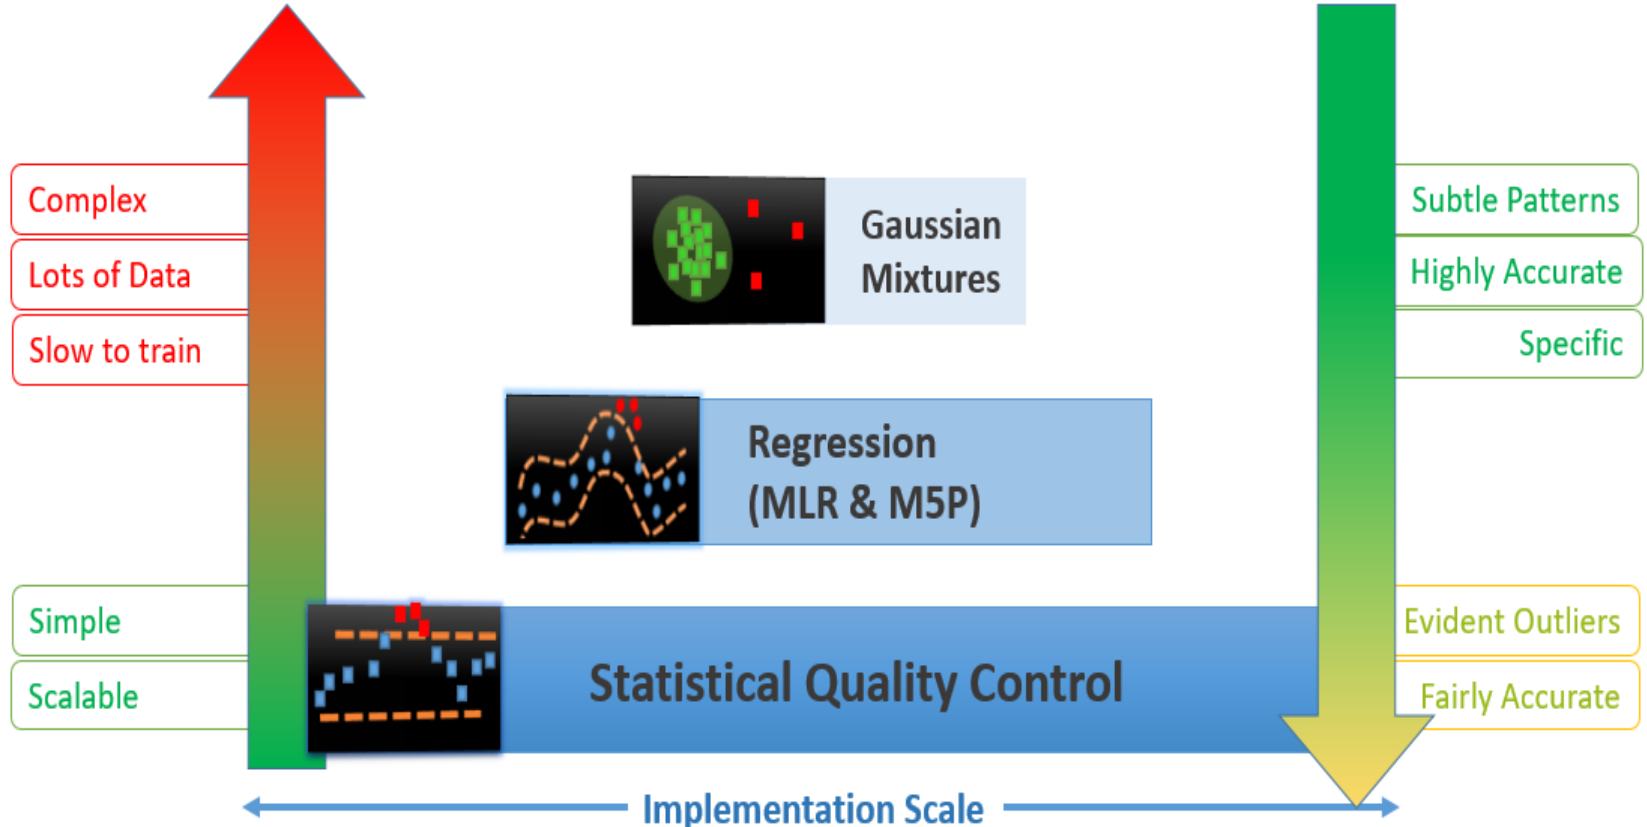 Complex
Lots of Data
Slow to train
Simple
Scalable
Gaussian
Mixtures
Regression
(MLR & M5P)
Statistical Quality Control
Subtle Patterns
Highly Accurate
Specific
Evident Outliers
Fairly Accurate
Implementation Scale